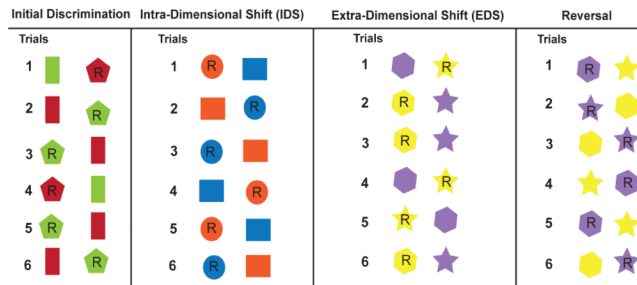 Initial Discrimination Intra-Dimensional Shift (IDS) Extra-Dimensional Shift (EDS) Reversal
Trials Trials Trials Trials
1 R 1 R 1 R 1 R
2 R 2 R 2 R 2 R
3 R 3 R 3 R 3 R
4 R 4 R 4 R 4 R
5 R 5 R 5 R 5 R
6 R 6 R 6 R 6 R